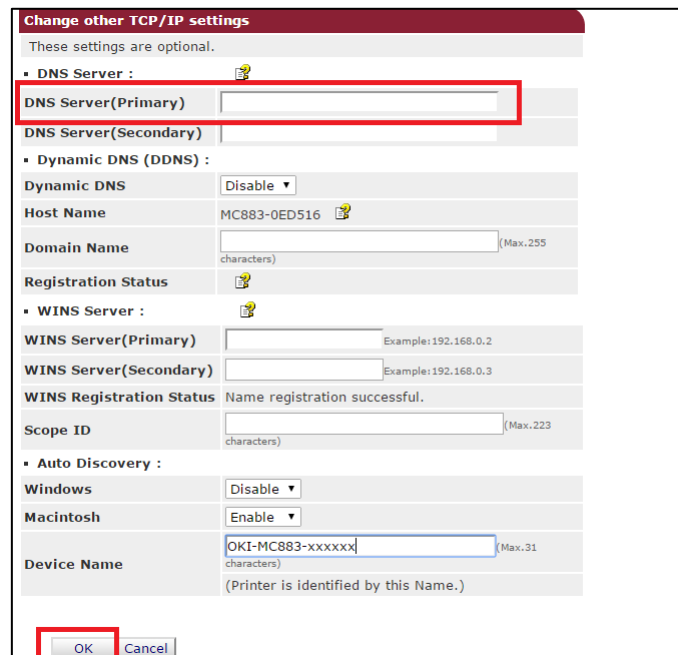 Change other TCP/IP settings
These settings are optional.
▪ DNS Server :
DNS Server(Primary)
DNS Server(Secondary)
▪ Dynamic DNS (DDNS) :
Dynamic DNS Disable ▼
Host Name MC883-0ED516
Domain Name (Max.255
characters)
Registration Status
▪ WINS Server :
WINS Server(Primary) Example:192.168.0.2
WINS Server(Secondary) Example:192.168.0.3
WINS Registration Status Name registration successful.
Scope ID (Max.223
characters)
▪ Auto Discovery :
Windows Disable ▼
Macintosh Enable ▼
Device Name OKI-MC883-xxxxxx (Max.31
characters)
(Printer is identified by this Name.)
OK Cancel